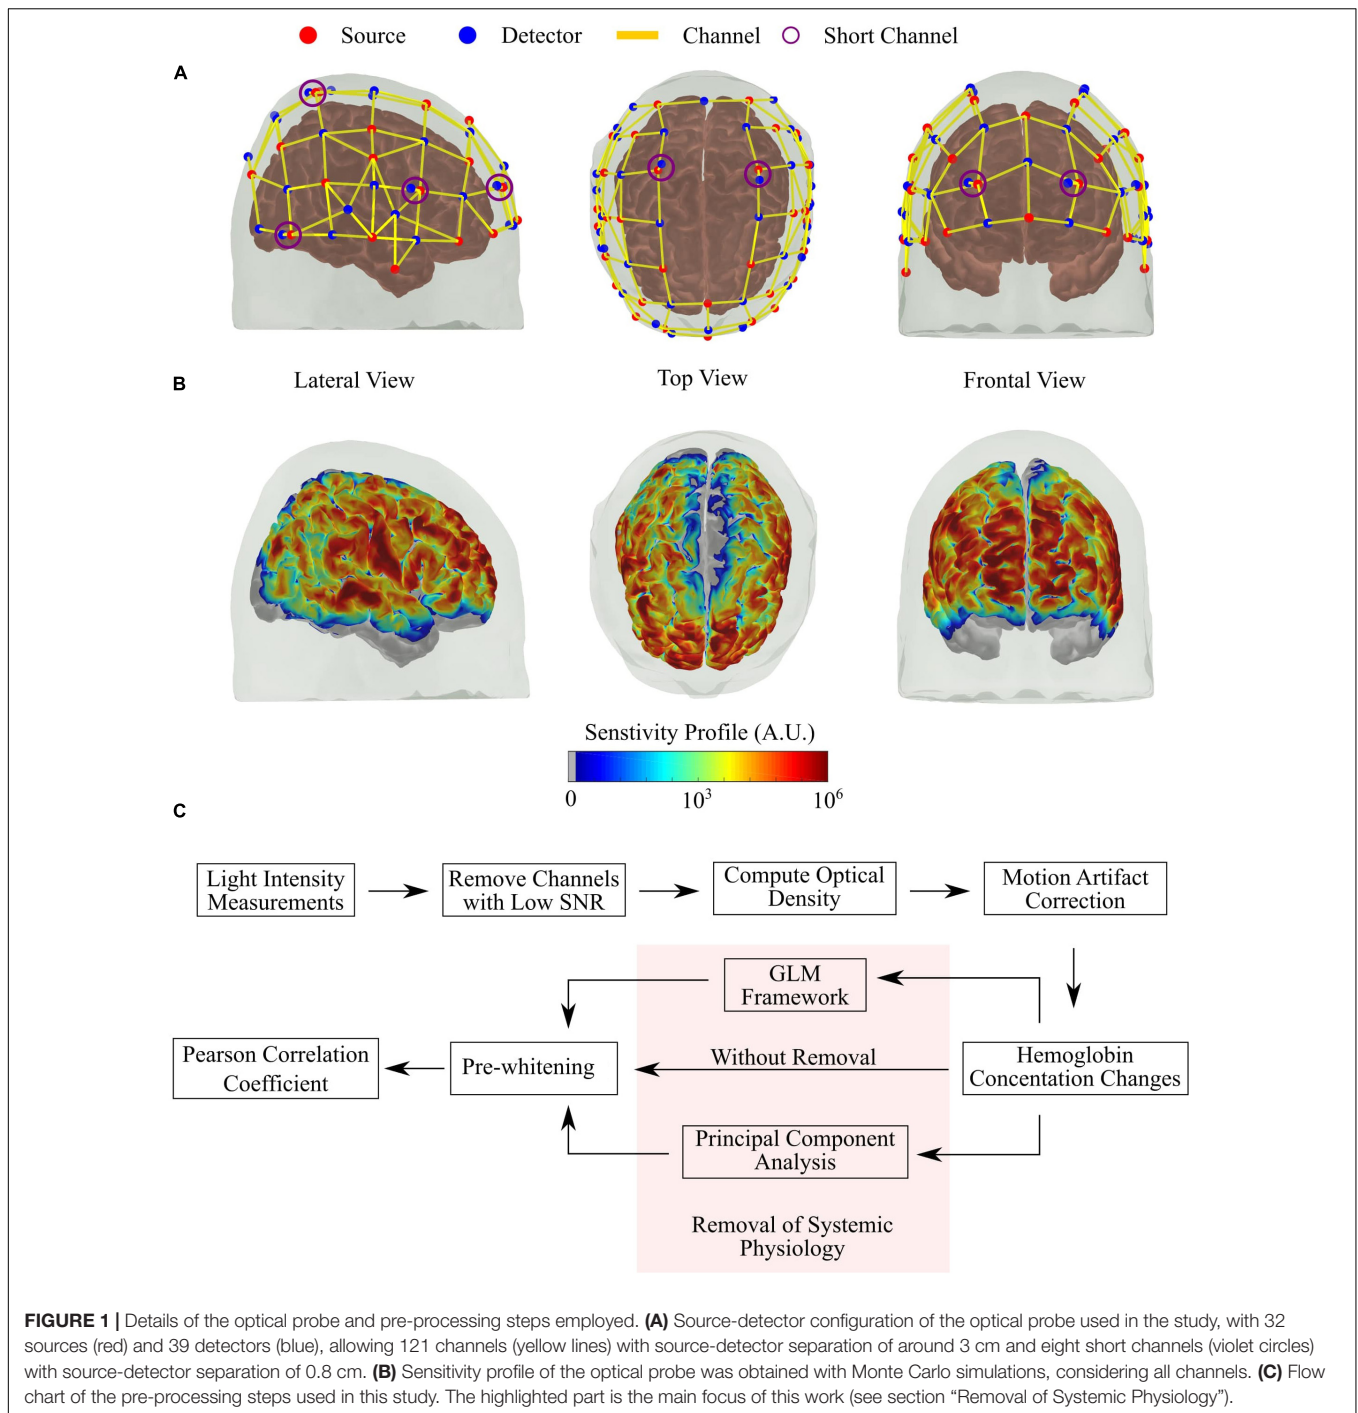 Source Detector Channel Short Channel
A
Lateral View Top View Frontal View
B
Senstivity Profile (A.U.)
0 10³ 10⁶
C
Light Intensity
Measurements
Remove Channels
with Low SNR
Compute Optical
Density
Motion Artifact
Correction
GLM
Framework
Pearson Correlation
Coefficient
Pre-whitening
Without Removal
Hemoglobin
Concentation Changes
Principal Component
Analysis
Removal of Systemic
Physiology
FIGURE 1 | Details of the optical probe and pre-processing steps employed. (A) Source-detector configuration of the optical probe used in the study, with 32
sources (red) and 39 detectors (blue), allowing 121 channels (yellow lines) with source-detector separation of around 3 cm and eight short channels (violet circles)
with source-detector separation of 0.8 cm. (B) Sensitivity profile of the optical probe was obtained with Monte Carlo simulations, considering all channels. (C) Flow
chart of the pre-processing steps used in this study. The highlighted part is the main focus of this work (see section “Removal of Systemic Physiology”).